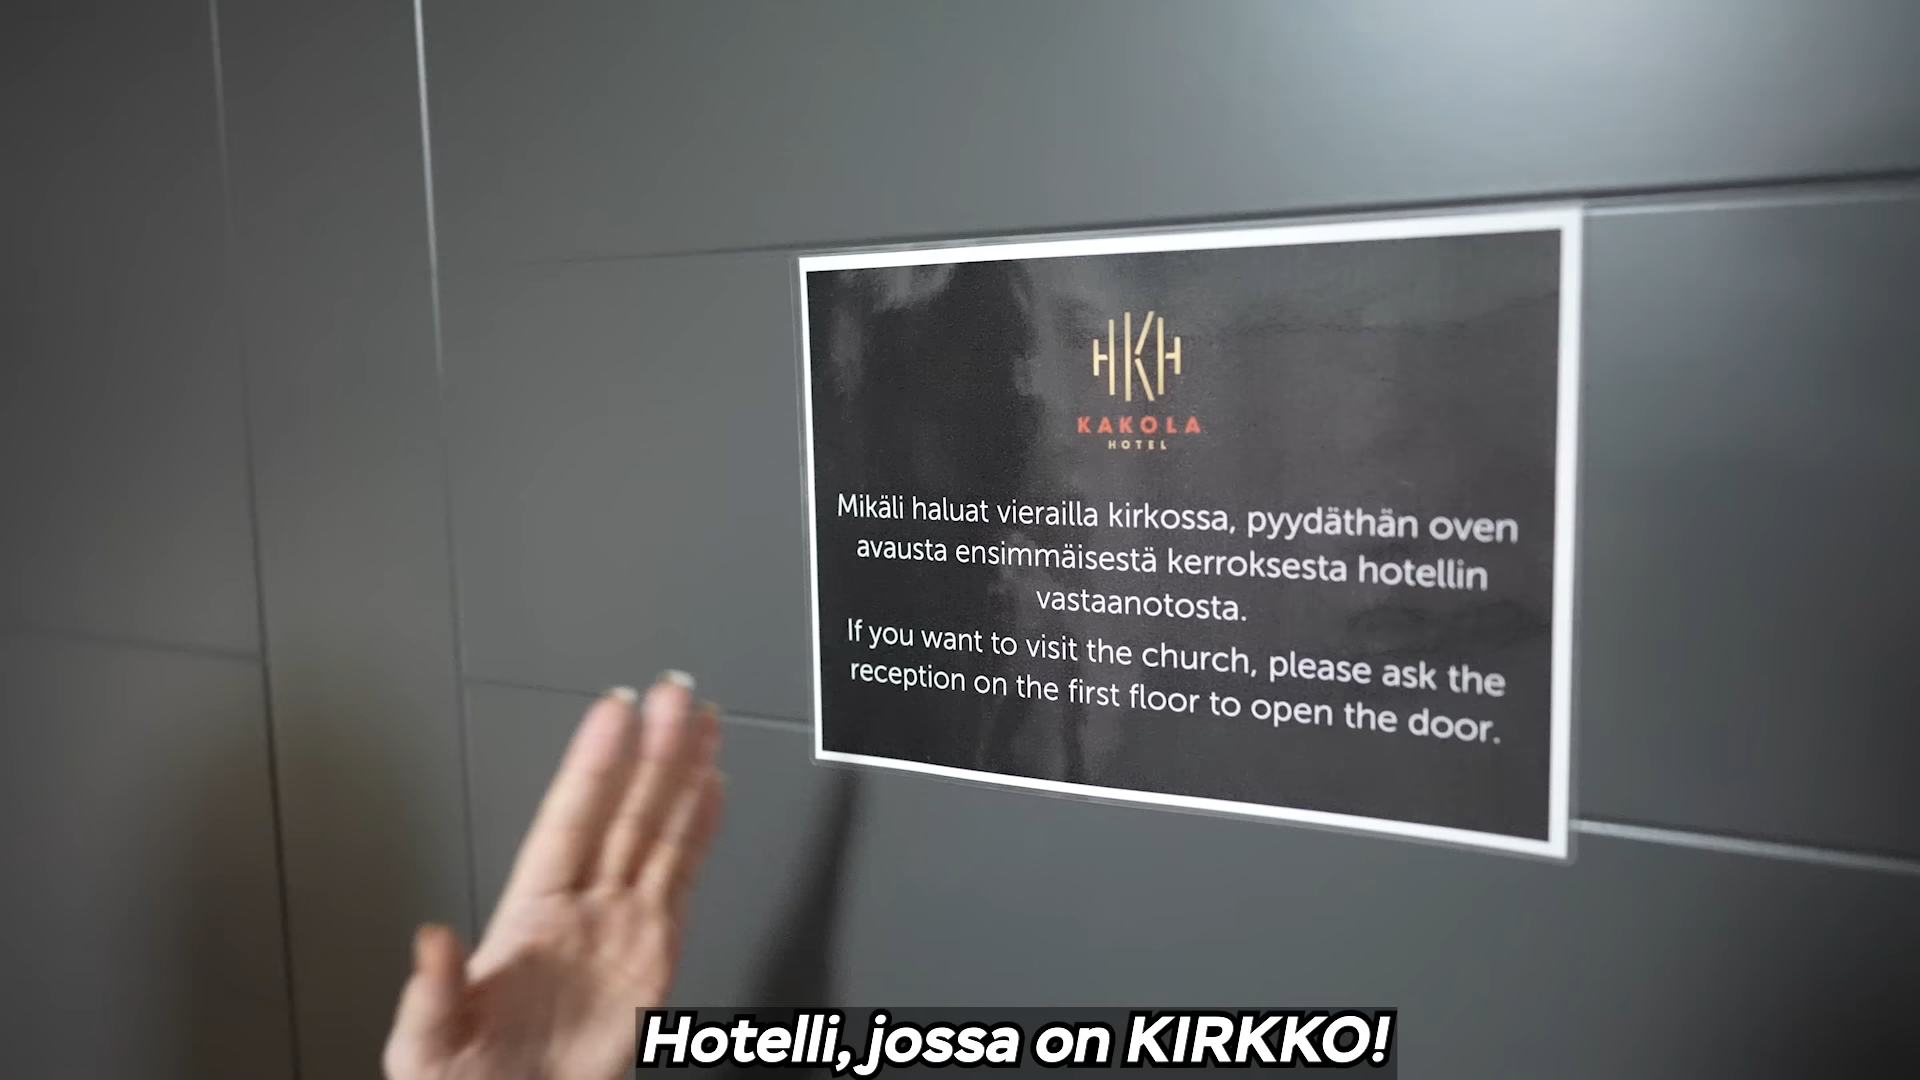 HKH
KAKOLA
HOTEL
Mikäli haluat vierailla kirkossa, pyydäthän oven
avausta ensimmäisestä kerroksesta hotellin
vastaanotosta.
If you want to visit the church, please ask the
reception on the first floor to open the door.
Hotelli, jossa on KIRKKO!